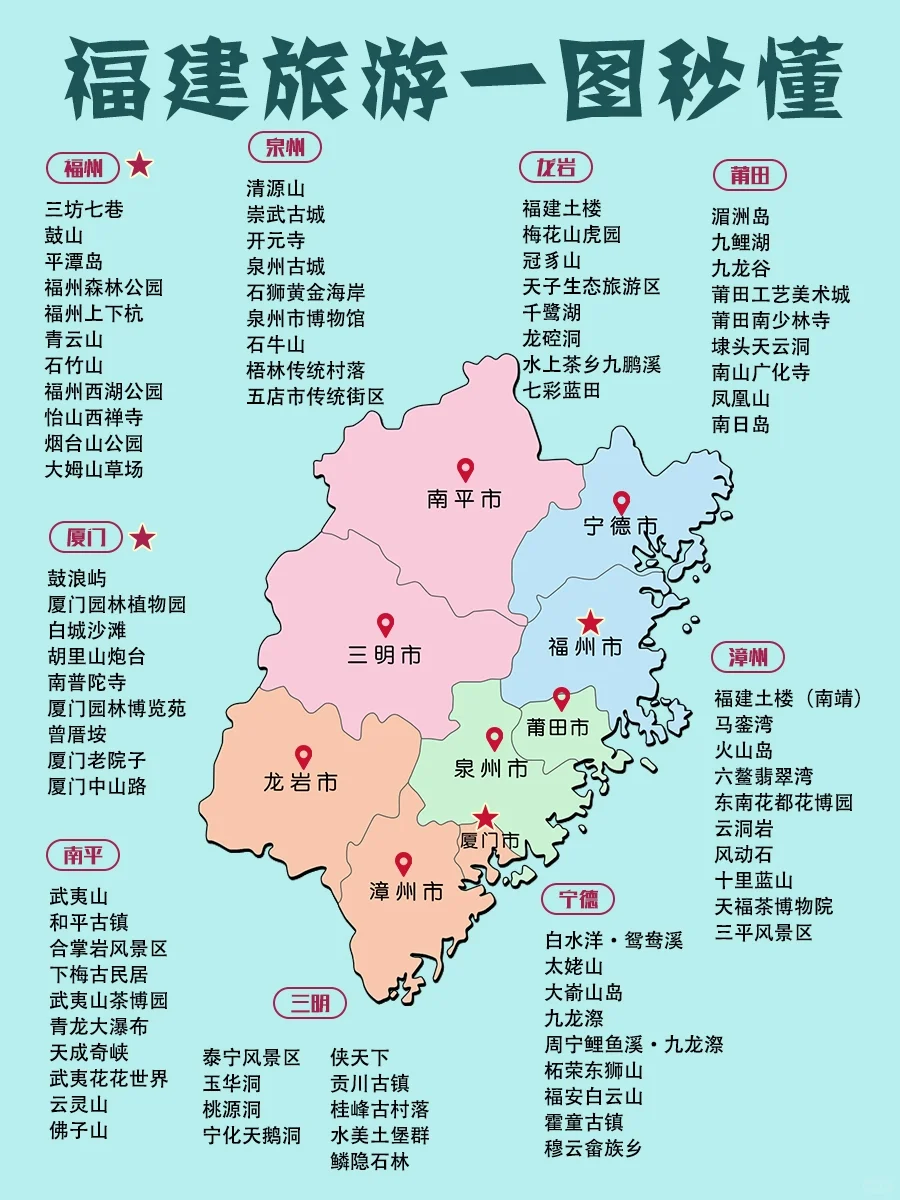 福建旅游一图秒懂
福州
三坊七巷
鼓山
平潭岛
福州森林公园
福州上下杭
青云山
石竹山
福州西湖公园
怡山西禅寺
烟台山公园
大姆山草场
泉州
清源山
崇武古城
开元寺
泉州古城
石狮黄金海岸
泉州市博物馆
石牛山
梧林传统村落
五店市传统街区
龙岩
福建土楼
梅花山虎园
冠豸山
天子生态旅游区
千鹭湖
龙硿洞
水上茶乡九鹏溪
七彩蓝田
莆田
湄洲岛
九鲤湖
九龙谷
莆田工艺美术城
莆田南少林寺
埭头天云洞
南山广化寺
凤凰山
南日岛
厦门
鼓浪屿
厦门园林植物园
白城沙滩
胡里山炮台
南普陀寺
厦门园林博览苑
曾厝垵
厦门老院子
厦门中山路
南平市
宁德市
三明市
福州市
莆田市
泉州市
龙岩市
厦门市
漳州市
漳州
福建土楼（南靖）
马銮湾
火山岛
六鳌翡翠湾
东南花都花博园
云洞岩
风动石
十里蓝山
天福茶博物院
三平风景区
南平
武夷山
和平古镇
合掌岩风景区
下梅古民居
武夷山茶博园
青龙大瀑布
天成奇峡
武夷花花世界
云灵山
佛子山
三明
泰宁风景区
玉华洞
桃源洞
宁化天鹅洞
侠天下
贡川古镇
桂峰古村落
水美土堡群
鳞隐石林
宁德
白水洋·鸳鸯溪
太姥山
大嵛山岛
九龙漈
周宁鲤鱼溪·九龙漈
柘荣东狮山
福安白云山
霍童古镇
穆云畲族乡